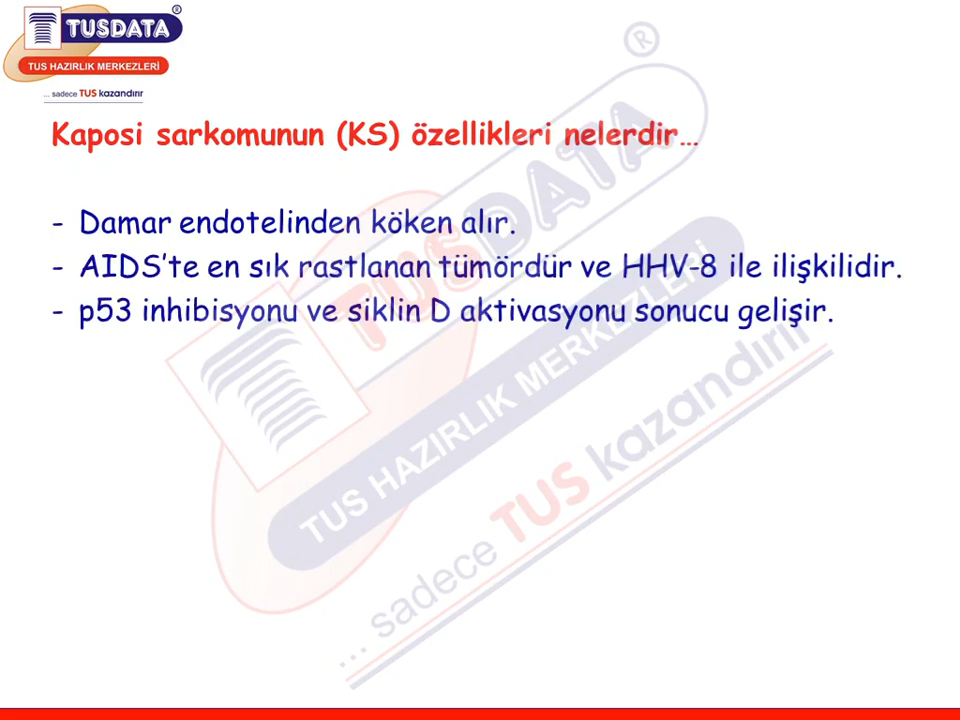 TUSDATA®
TUS HAZIRLIK MERKEZLERİ
... sadece TUS kazandırır
Kaposi sarkomunun (KS) özellikleri nelerdir…
- Damar endotelinden köken alır.
- AIDS’te en sık rastlanan tümördür ve HHV-8 ile ilişkilidir.
- p53 inhibisyonu ve siklin D aktivasyonu sonucu gelişir.
TUSDATA®
TUS HAZIRLIK MERKEZLERİ
... sadece TUS kazandırır